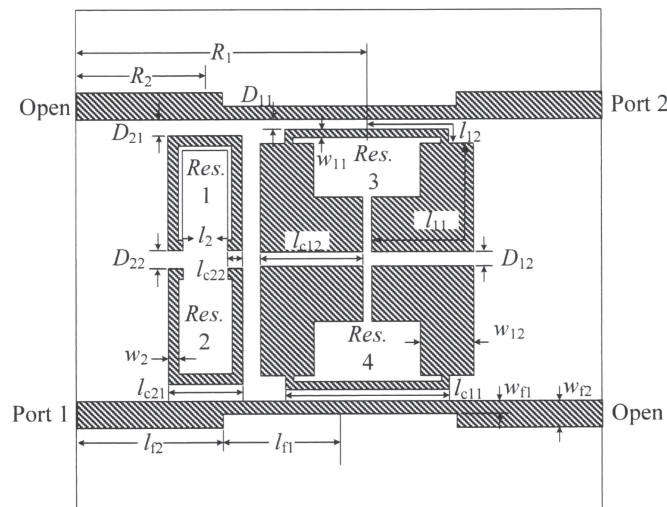 R1
R2
D11
Open
Port 2
D21
l12
w11
Res.
1
Res.
3
l11
l2
lc12
D22
lc22
D12
Res.
2
Res.
4
w2
w12
lc21
lc11
wf1
wf2
Port 1
Open
lf2
lf1